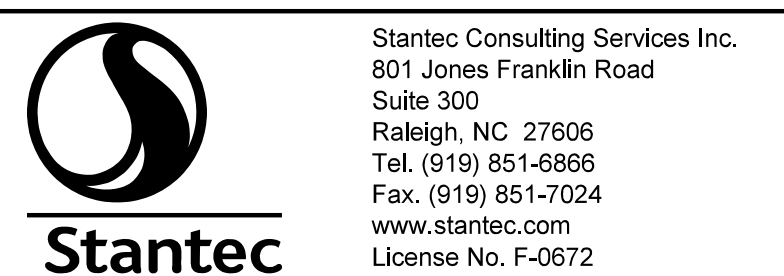 Stantec
Stantec Consulting Services Inc.
801 Jones Franklin Road
Suite 300
Raleigh, NC  27606
Tel. (919) 851-6866
Fax. (919) 851-7024
www.stantec.com
License No. F-0672